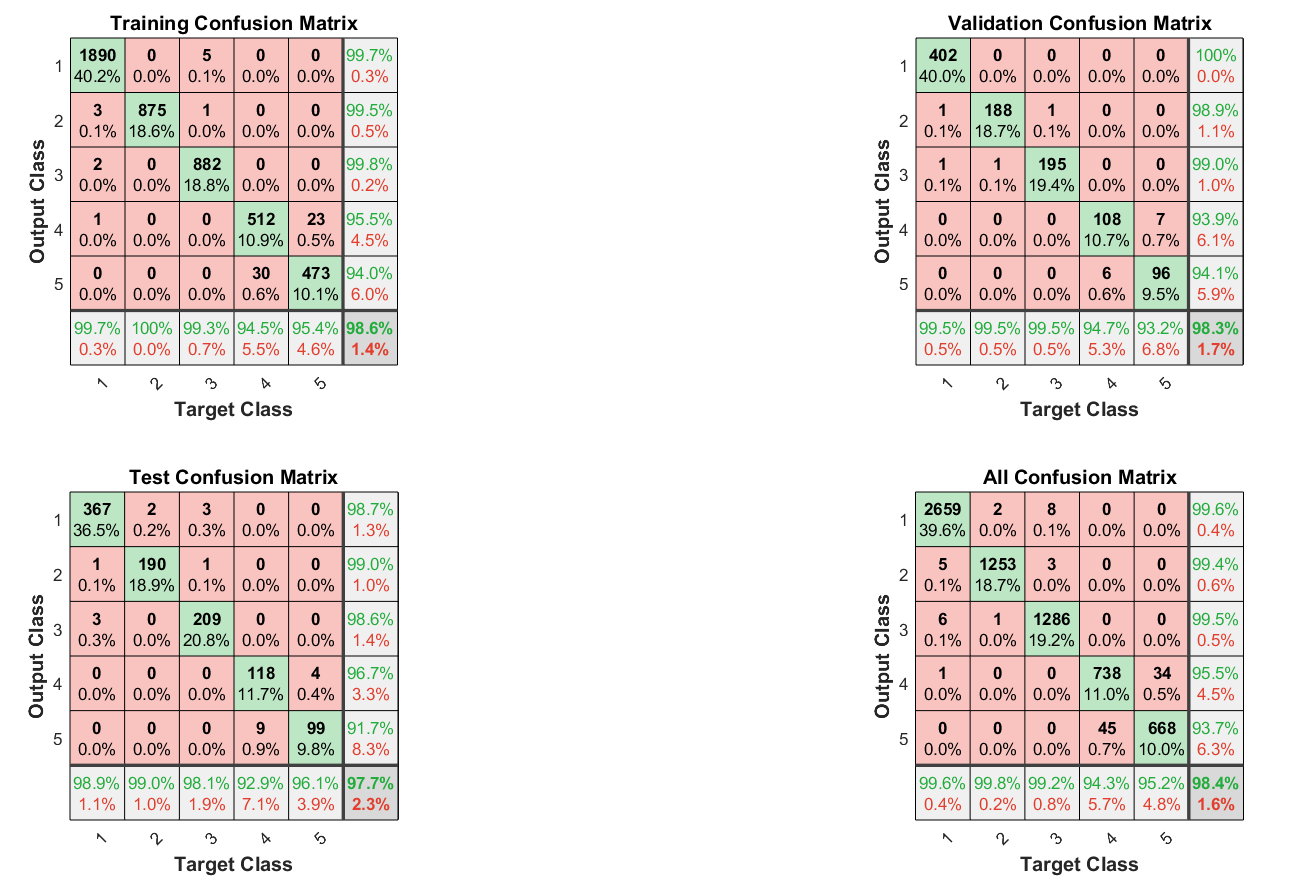 Training Confusion Matrix
1 1890 0 5 0 0 99.7%
40.2% 0.0% 0.1% 0.0% 0.0% 0.3%
2 3 875 1 0 0 99.5%
0.1% 18.6% 0.0% 0.0% 0.0% 0.5%
3 2 0 882 0 0 99.8%
0.0% 0.0% 18.8% 0.0% 0.0% 0.2%
4 1 0 0 512 23 95.5%
0.0% 0.0% 0.0% 10.9% 0.5% 4.5%
5 0 0 0 30 473 94.0%
0.0% 0.0% 0.0% 0.6% 10.1% 6.0%
99.7% 100% 99.3% 94.5% 95.4% 98.6%
0.3% 0.0% 0.7% 5.5% 4.6% 1.4%
1 2 3 4 5
Target Class
Output Class
Validation Confusion Matrix
1 402 0 0 0 0 100%
40.0% 0.0% 0.0% 0.0% 0.0% 0.0%
2 1 188 1 0 0 98.9%
0.1% 18.7% 0.1% 0.0% 0.0% 1.1%
3 1 1 195 0 0 99.0%
0.1% 0.1% 19.4% 0.0% 0.0% 1.0%
4 0 0 0 108 7 93.9%
0.0% 0.0% 0.0% 10.7% 0.7% 6.1%
5 0 0 0 6 96 94.1%
0.0% 0.0% 0.0% 0.6% 9.5% 5.9%
99.5% 99.5% 99.5% 94.7% 93.2% 98.3%
0.5% 0.5% 0.5% 5.3% 6.8% 1.7%
1 2 3 4 5
Target Class
Output Class
Test Confusion Matrix
1 367 2 3 0 0 98.7%
36.5% 0.2% 0.3% 0.0% 0.0% 1.3%
2 1 190 1 0 0 99.0%
0.1% 18.9% 0.1% 0.0% 0.0% 1.0%
3 3 0 209 0 0 98.6%
0.3% 0.0% 20.8% 0.0% 0.0% 1.4%
4 0 0 0 118 4 96.7%
0.0% 0.0% 0.0% 11.7% 0.4% 3.3%
5 0 0 0 9 99 91.7%
0.0% 0.0% 0.0% 0.9% 9.8% 8.3%
98.9% 99.0% 98.1% 92.9% 96.1% 97.7%
1.1% 1.0% 1.9% 7.1% 3.9% 2.3%
1 2 3 4 5
Target Class
Output Class
All Confusion Matrix
1 2659 2 8 0 0 99.6%
39.6% 0.0% 0.1% 0.0% 0.0% 0.4%
2 5 1253 3 0 0 99.4%
0.1% 18.7% 0.0% 0.0% 0.0% 0.6%
3 6 1 1286 0 0 99.5%
0.1% 0.0% 19.2% 0.0% 0.0% 0.5%
4 1 0 0 738 34 95.5%
0.0% 0.0% 0.0% 11.0% 0.5% 4.5%
5 0 0 0 45 668 93.7%
0.0% 0.0% 0.0% 0.7% 10.0% 6.3%
99.6% 99.8% 99.2% 94.3% 95.2% 98.4%
0.4% 0.2% 0.8% 5.7% 4.8% 1.6%
1 2 3 4 5
Target Class
Output Class